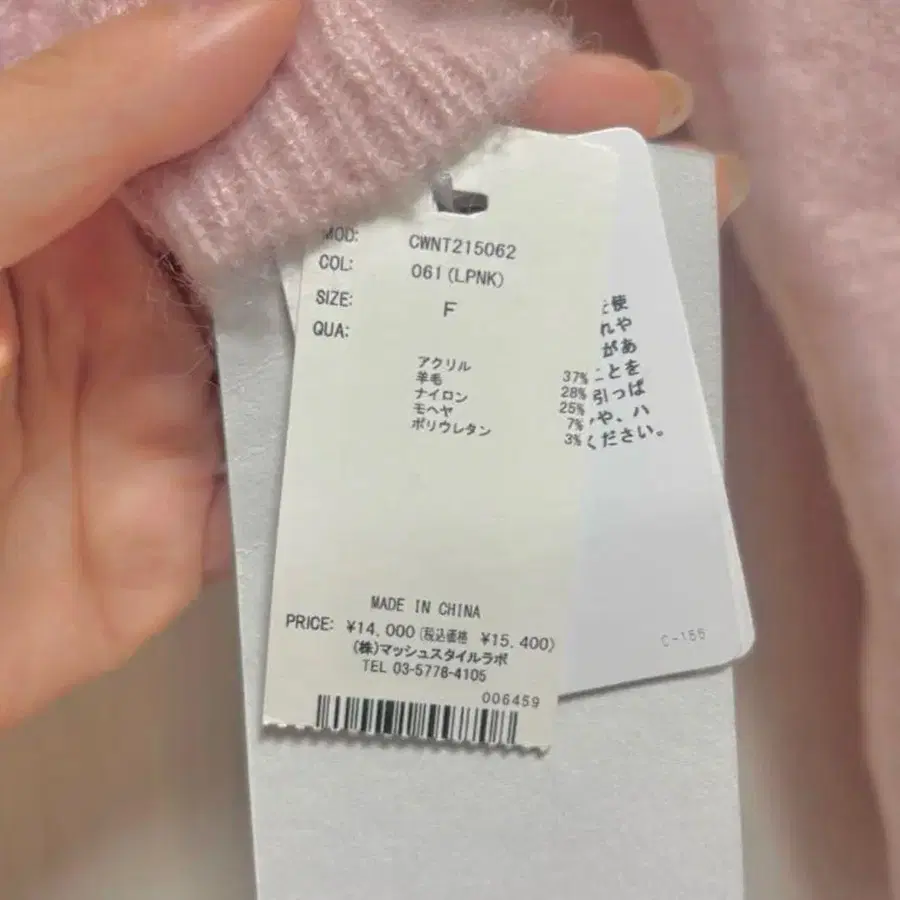 MOD: CWNT215062
COL: 061(LPNK)
SIZE: F
QUA:
アクリル 37%
羊毛 28%
ナイロン 25%
モヘヤ 7%
ポリウレタン 3%
MADE IN CHINA
PRICE: ¥14,000(税込価格 ¥15,400)
(株)マッシュスタイルラボ
TEL 03-5778-4105
006459
使
れや
があ
ことを
引っぱ
や、ハ
ください。
C-155